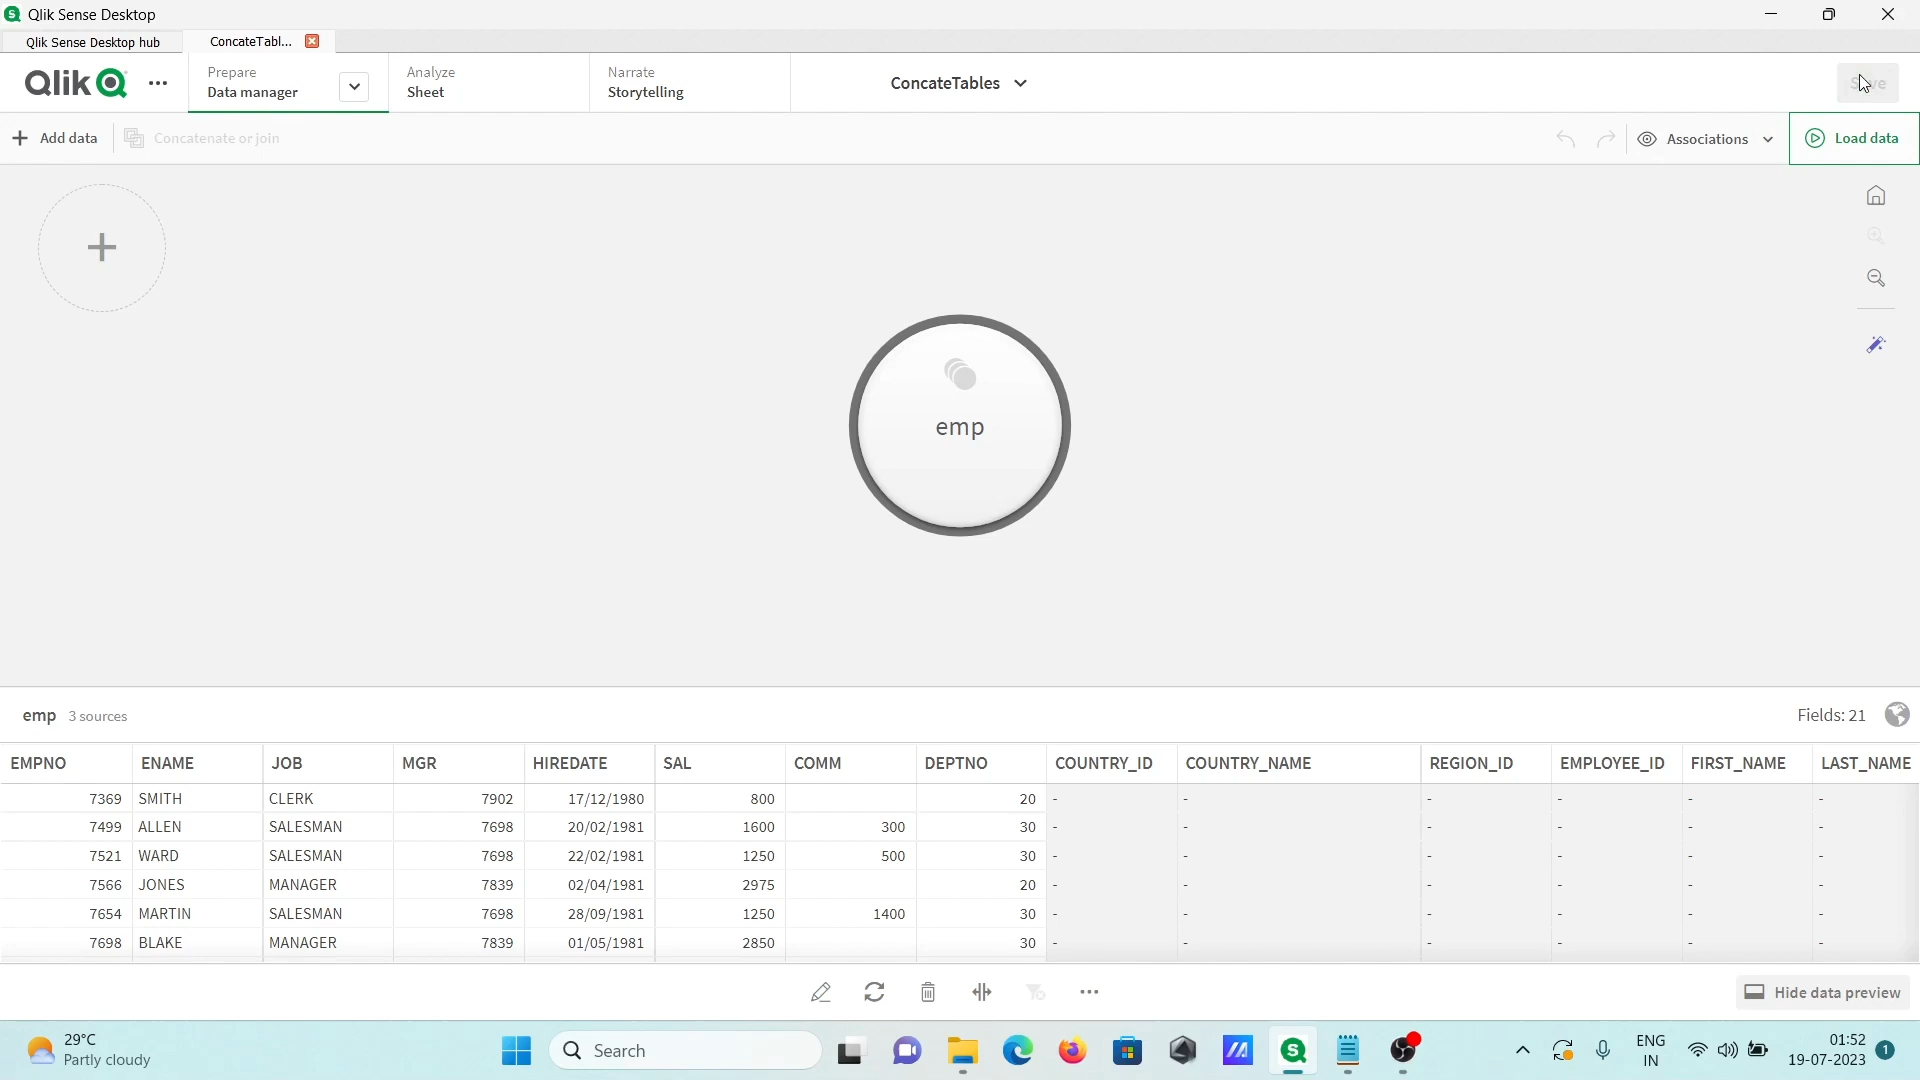 Qlik Sense Desktop
Qlik Sense Desktop hub
ConcateTabl...
Qlik
Prepare
Data manager
Analyze
Sheet
Narrate
Storytelling
ConcateTables
Add data
Concatenate or join
Associations
Load data
emp
emp 3 sources
Fields: 21
EMPNO ENAME JOB MGR HIREDATE SAL COMM DEPTNO COUNTRY_ID COUNTRY_NAME REGION_ID EMPLOYEE_ID FIRST_NAME LAST_NAME
7369 SMITH CLERK 7902 17/12/1980 800 20 - - - - - -
7499 ALLEN SALESMAN 7698 20/02/1981 1600 300 30 - - - - - -
7521 WARD SALESMAN 7698 22/02/1981 1250 500 30 - - - - - -
7566 JONES MANAGER 7839 02/04/1981 2975 20 - - - - - -
7654 MARTIN SALESMAN 7698 28/09/1981 1250 1400 30 - - - - - -
7698 BLAKE MANAGER 7839 01/05/1981 2850 30 - - - - - -
Hide data preview
29°C
Partly cloudy
Search
ENG
IN
01:52
19-07-2023
1